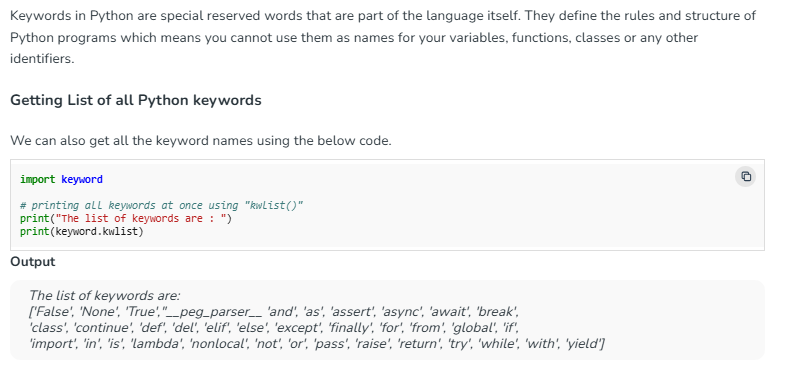 Keywords in Python are special reserved words that are part of the language itself. They define the rules and structure of
Python programs which means you cannot use them as names for your variables, functions, classes or any other
identifiers.
Getting List of all Python keywords
We can also get all the keyword names using the below code.
import keyword
# printing all keywords at once using "kwlist()"
print("The list of keywords are : ")
print(keyword.kwlist)
Output
The list of keywords are:
['False', 'None', 'True',"__peg_parser__ 'and', 'as', 'assert', 'async', 'await', 'break',
'class', 'continue', 'def', 'del', 'elif', 'else', 'except', 'finally', 'for', 'from', 'global', 'if',
'import', 'in', 'is', 'lambda', 'nonlocal', 'not', 'or', 'pass', 'raise', 'return', 'try', 'while', 'with', 'yield']